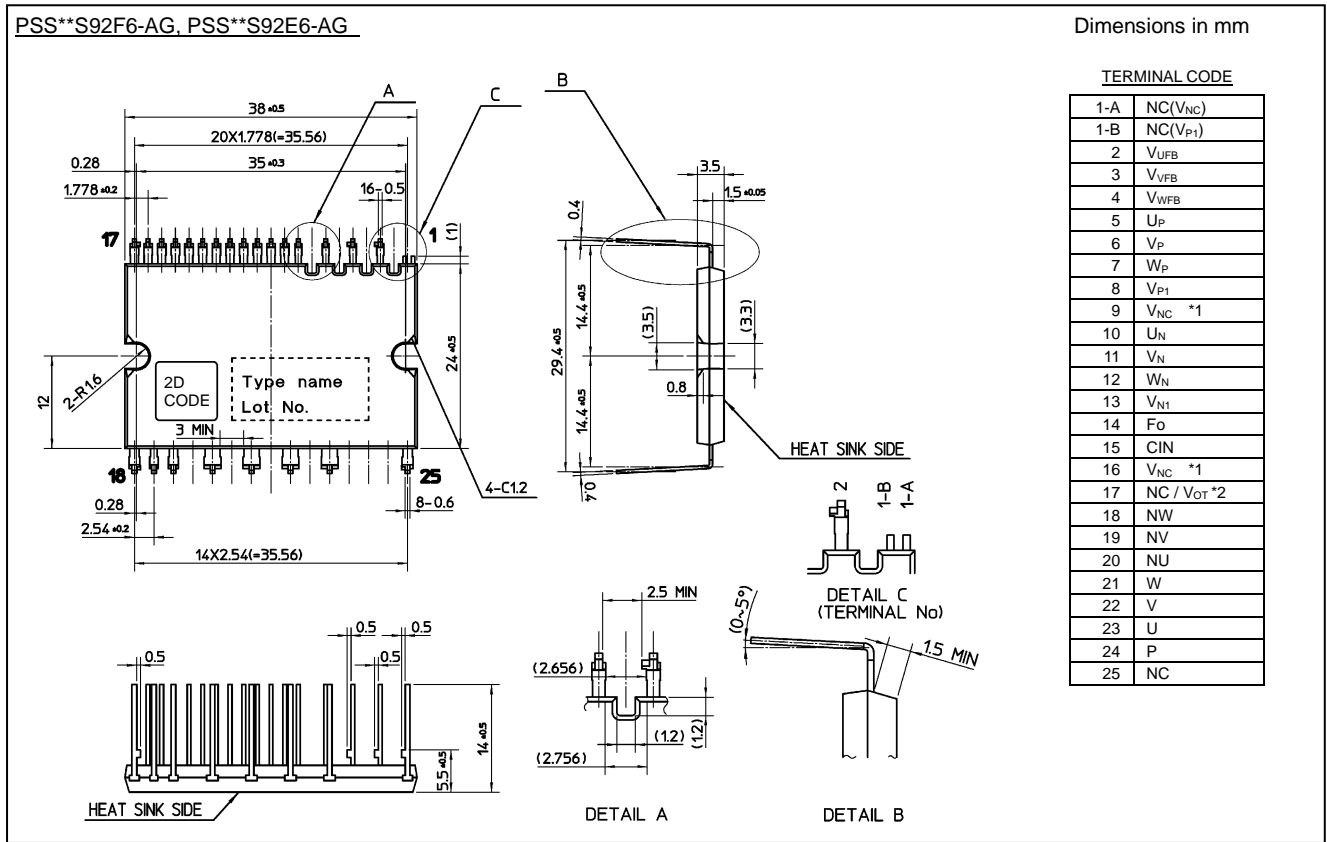 PSS**S92F6-AG, PSS**S92E6-AG
Dimensions in mm
A
C
B
38 ±0.5
20X1.778(=35.56)
35 ±0.3
0.28
1.778 ±0.2
16-0.5
17
1
(1)
24 ±0.5
12
2-R1.6
2D
CODE
Type name
Lot No.
3 MIN
18
25
4-C1.2
0.28
8-0.6
2.54 ±0.2
14X2.54(=35.56)
3.5
1.5 ±0.05
0.4
29.4 ±0.5
14.4 ±0.5
14.4 ±0.5
(3.5)
(3.3)
0.8
0.4
HEAT SINK SIDE
2
1-B
1-A
DETAIL C
(TERMINAL No)
0.5
0.5
0.5
0.5
14 ±0.5
5.5 ±0.5
HEAT SINK SIDE
2.5 MIN
(2.656)
(1.2)
(1.2)
(2.756)
DETAIL A
(0~5°)
1.5 MIN
DETAIL B
TERMINAL CODE
1-A NC(VNC)
1-B NC(VP1)
2 VUFB
3 VVFB
4 VWFB
5 UP
6 VP
7 WP
8 VP1
9 VNC *1
10 UN
11 VN
12 WN
13 VN1
14 Fo
15 CIN
16 VNC *1
17 NC / VOT *2
18 NW
19 NV
20 NU
21 W
22 V
23 U
24 P
25 NC